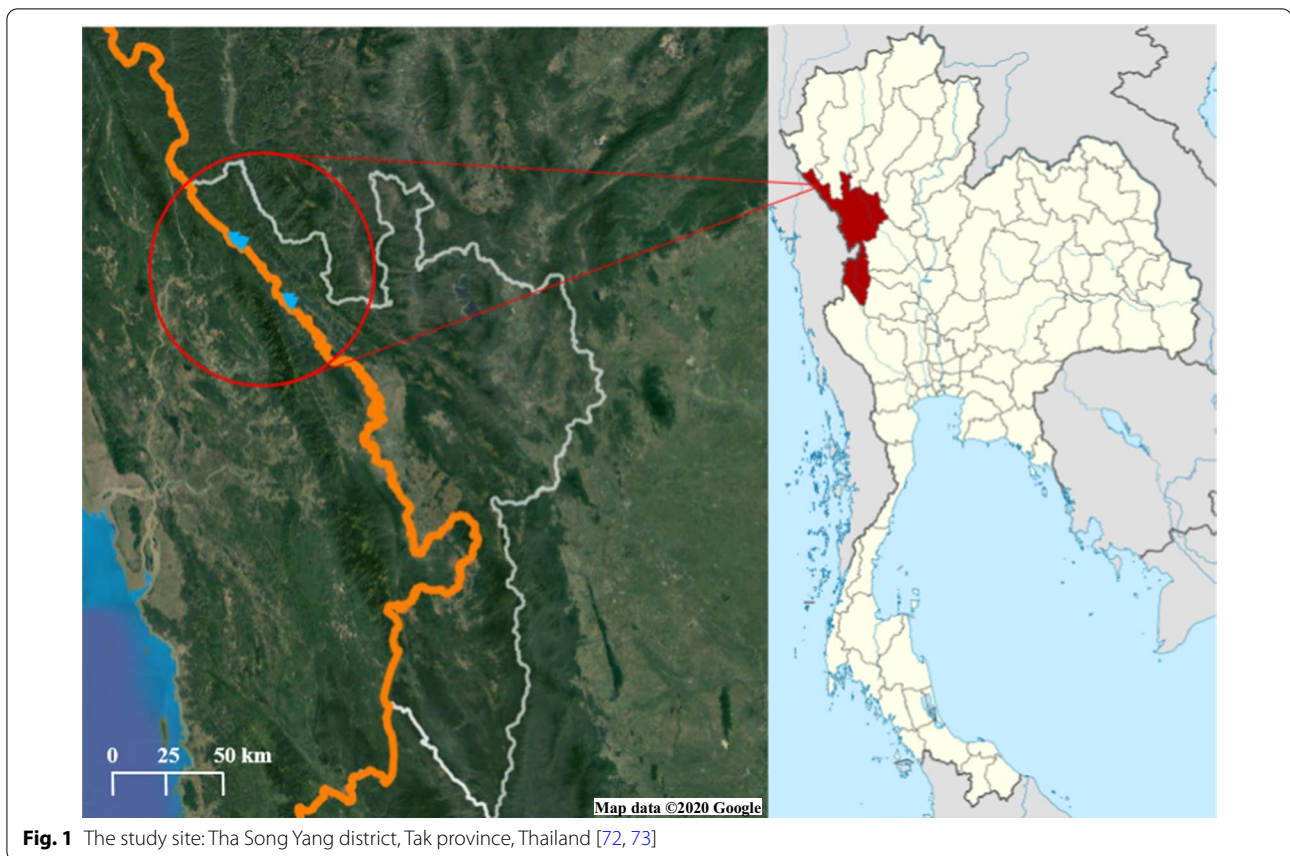 0 25 50 km
Map data ©2020 Google
Fig. 1 The study site: Tha Song Yang district, Tak province, Thailand [72, 73]